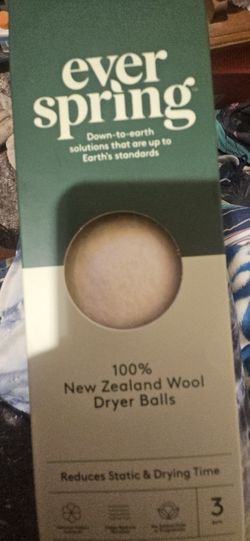 ever
spring™
Down-to-earth
solutions that are up to
Earth's standards
100%
New Zealand Wool
Dryer Balls
Reduces Static & Drying Time
3